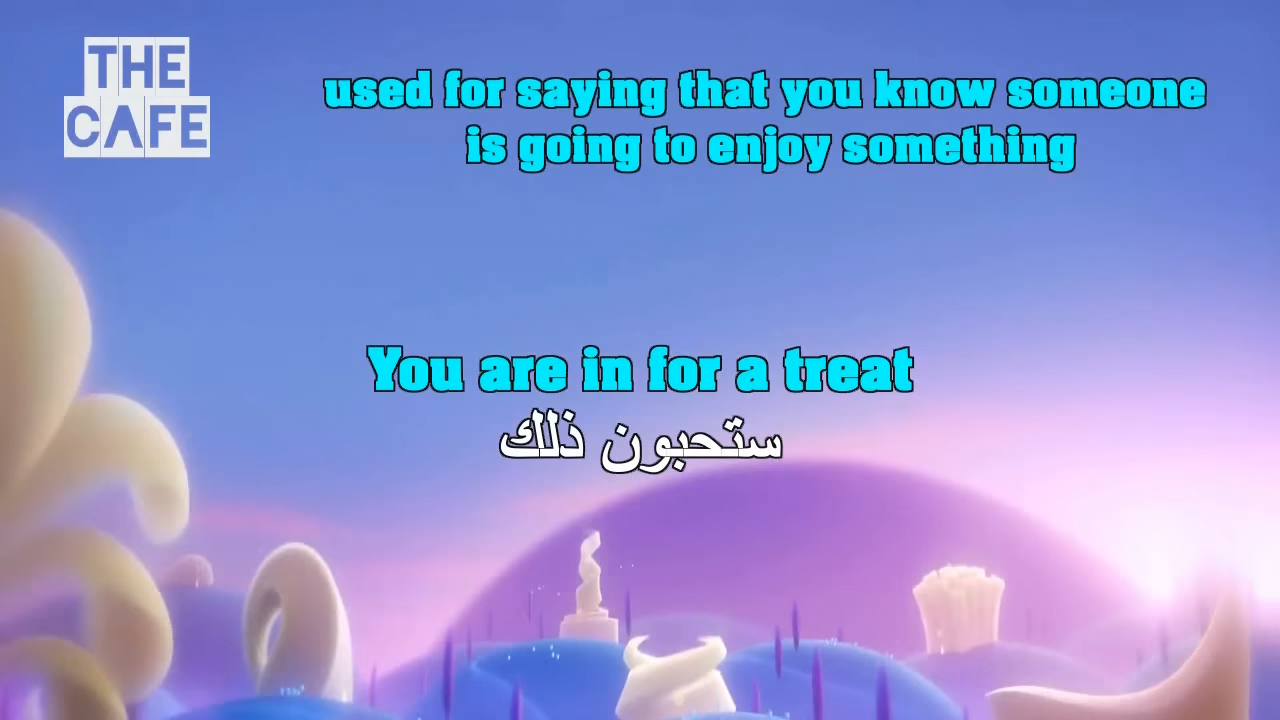 THE
CAFE
used for saying that you know someone
is going to enjoy something
You are in for a treat
ستحبون ذلك